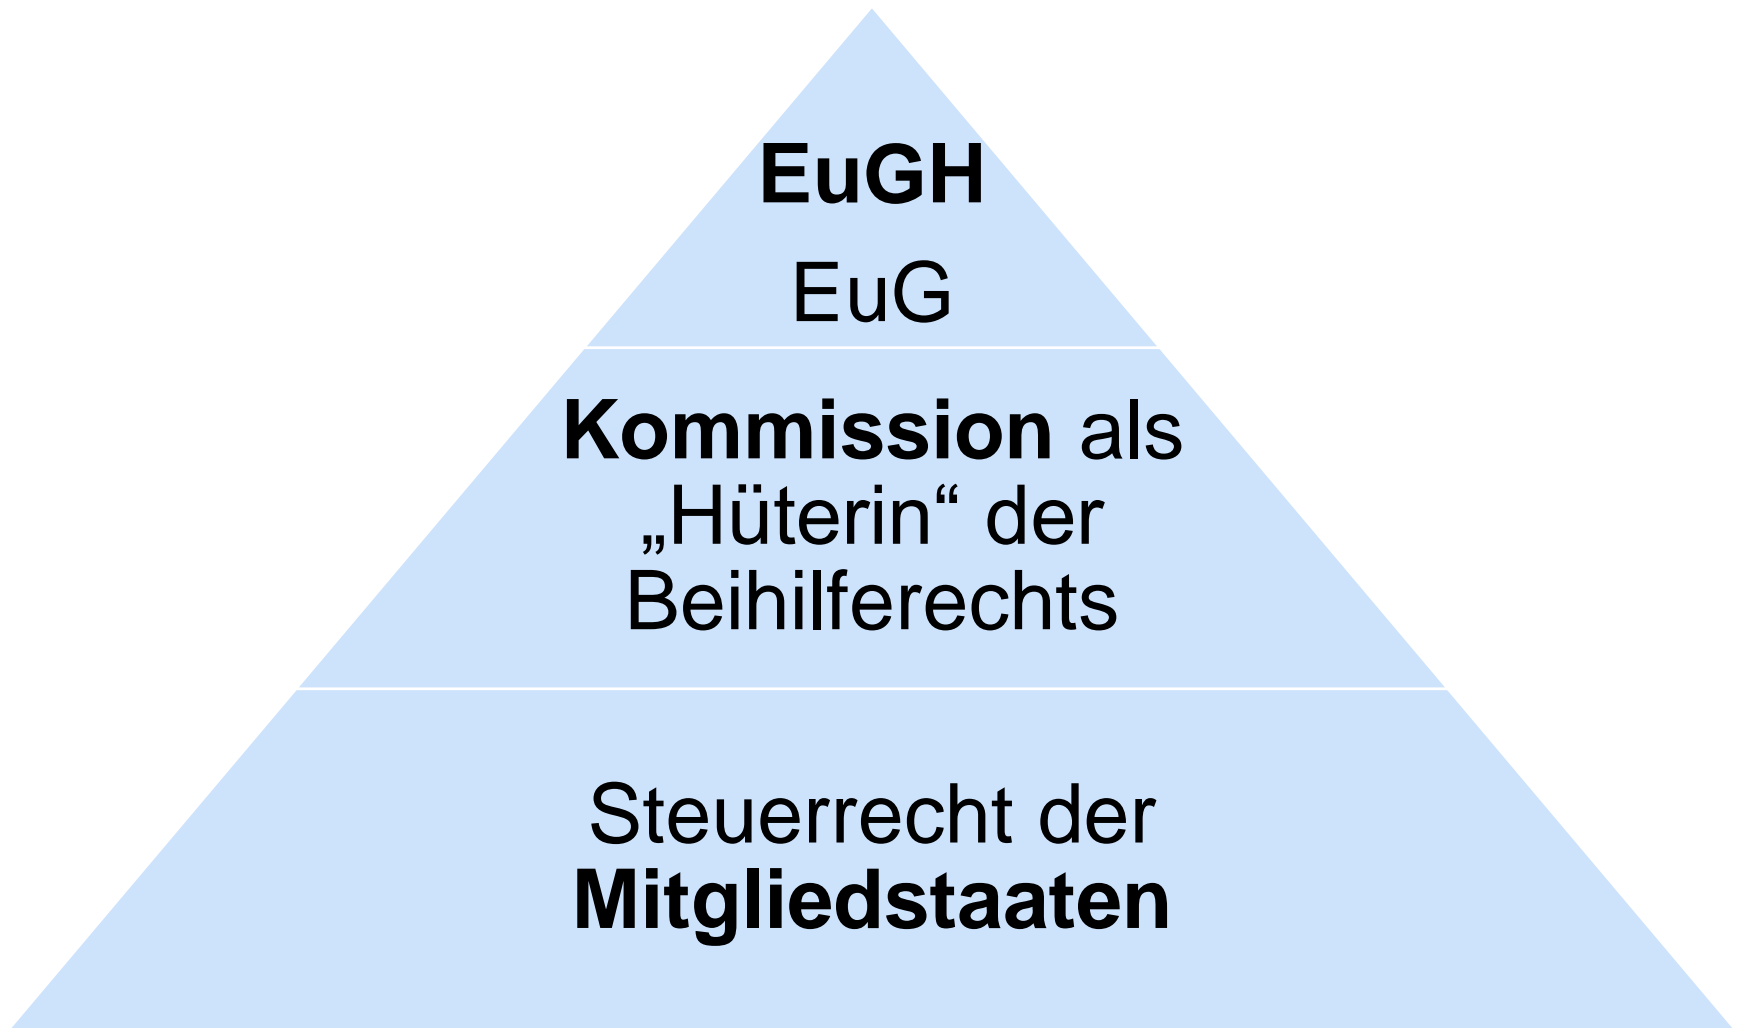 EuGH
EuG
Kommission als
„Hüterin“ der
Beihilferechts
Steuerrecht der
Mitgliedstaaten